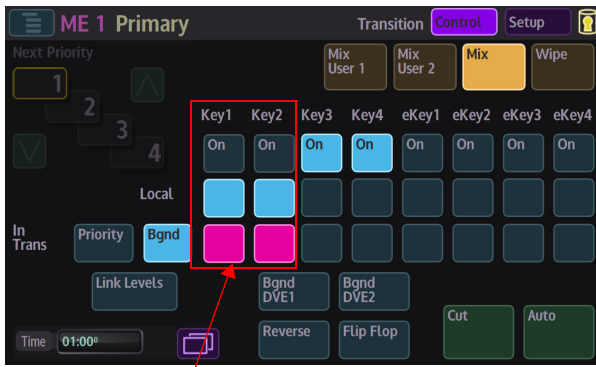 ME 1 Primary
Transition Control Setup
Next Priority
Mix User 1
Mix User 2
Mix
Wipe
1
2
3
4
Key1 Key2 Key3 Key4 eKey1 eKey2 eKey3 eKey4
On On On On On On On On
Local
In Trans
Priority
Bgnd
Link Levels
Bgnd DVE1
Bgnd DVE2
Cut
Auto
Time 01:00⁰
Reverse
Flip Flop